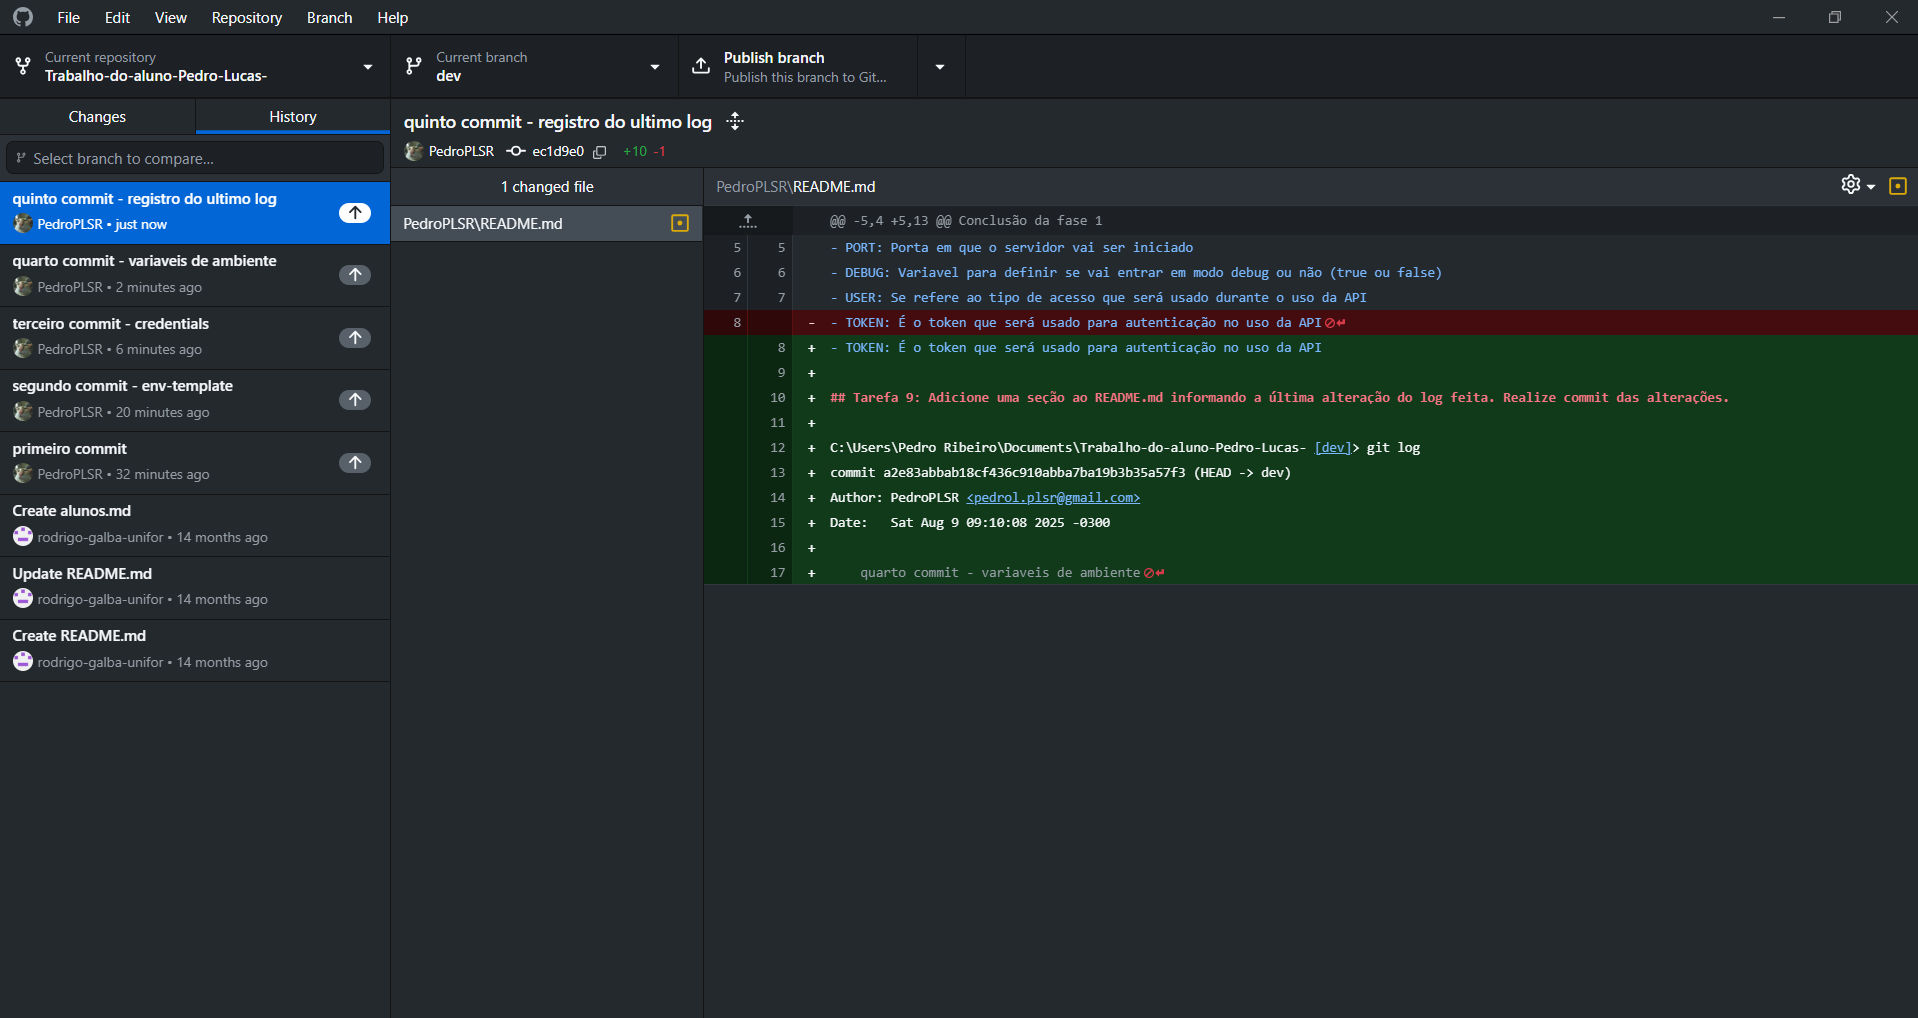 File Edit View Repository Branch Help
Current repository
Trabalho-do-aluno-Pedro-Lucas-
Current branch
dev
Publish branch
Publish this branch to Git...
Changes
History
Select branch to compare...
quinto commit - registro do ultimo log
PedroPLSR • just now
quarto commit - variaveis de ambiente
PedroPLSR • 2 minutes ago
terceiro commit - credentials
PedroPLSR • 6 minutes ago
segundo commit - env-template
PedroPLSR • 20 minutes ago
primeiro commit
PedroPLSR • 32 minutes ago
Create alunos.md
rodrigo-galba-unifor • 14 months ago
Update README.md
rodrigo-galba-unifor • 14 months ago
Create README.md
rodrigo-galba-unifor • 14 months ago
quinto commit - registro do ultimo log
PedroPLSR ec1d9e0 +10 -1
1 changed file
PedroPLSR\README.md
PedroPLSR\README.md
@@ -5,4 +5,13 @@ Conclusão da fase 1
5 5 - PORT: Porta em que o servidor vai ser iniciado
6 6 - DEBUG: Variavel para definir se vai entrar em modo debug ou não (true ou false)
7 7 - USER: Se refere ao tipo de acesso que será usado durante o uso da API
8 - - TOKEN: É o token que será usado para autenticação no uso da API
8 + - TOKEN: É o token que será usado para autenticação no uso da API
9 +
10 + ## Tarefa 9: Adicione uma seção ao README.md informando a última alteração do log feita. Realize commit das alterações.
11 +
12 + C:\Users\Pedro Ribeiro\Documents\Trabalho-do-aluno-Pedro-Lucas- [dev]> git log
13 + commit a2e83abbab18cf436c910abba7ba19b3b35a57f3 (HEAD -> dev)
14 + Author: PedroPLSR <pedrol.plsr@gmail.com>
15 + Date:   Sat Aug 9 09:10:08 2025 -0300
16 +
17 +     quarto commit - variaveis de ambiente